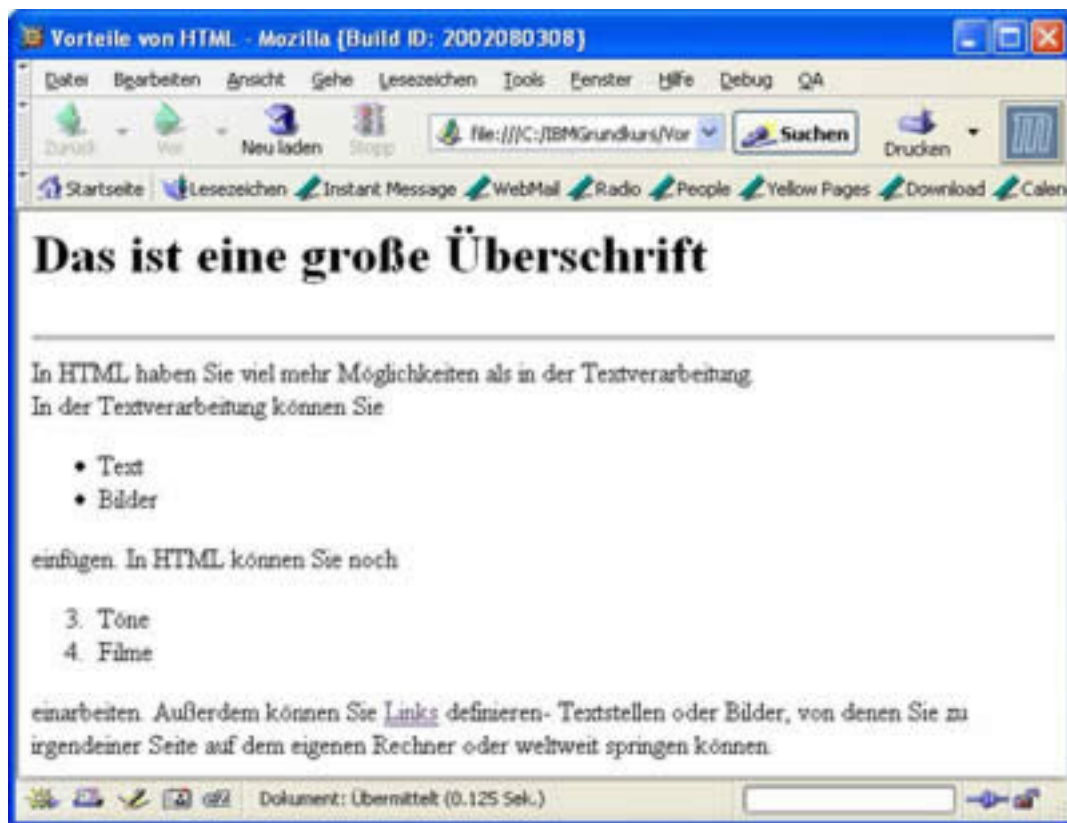 Vorteile von HTML - Mozilla {Build ID: 2002080308}
Datei Bearbeiten Ansicht Gehe Lesezeichen Tools Fenster Hilfe Debug QA
Zurück Vor Neu laden Stopp file:///C:/IBMGrundkurs/Vor Suchen Drucken
Startseite Lesezeichen Instant Message WebMail Radio People Yellow Pages Download Calen
Das ist eine große Überschrift
In HTML haben Sie viel mehr Möglichkeiten als in der Textverarbeitung.
In der Textverarbeitung können Sie
• Text
• Bilder
einfügen. In HTML können Sie noch
3. Töne
4. Filme
einarbeiten. Außerdem können Sie Links definieren- Textstellen oder Bilder, von denen Sie zu
irgendeiner Seite auf dem eigenen Rechner oder weltweit springen können.
Dokument: Übermittelt (0.125 Sek.)